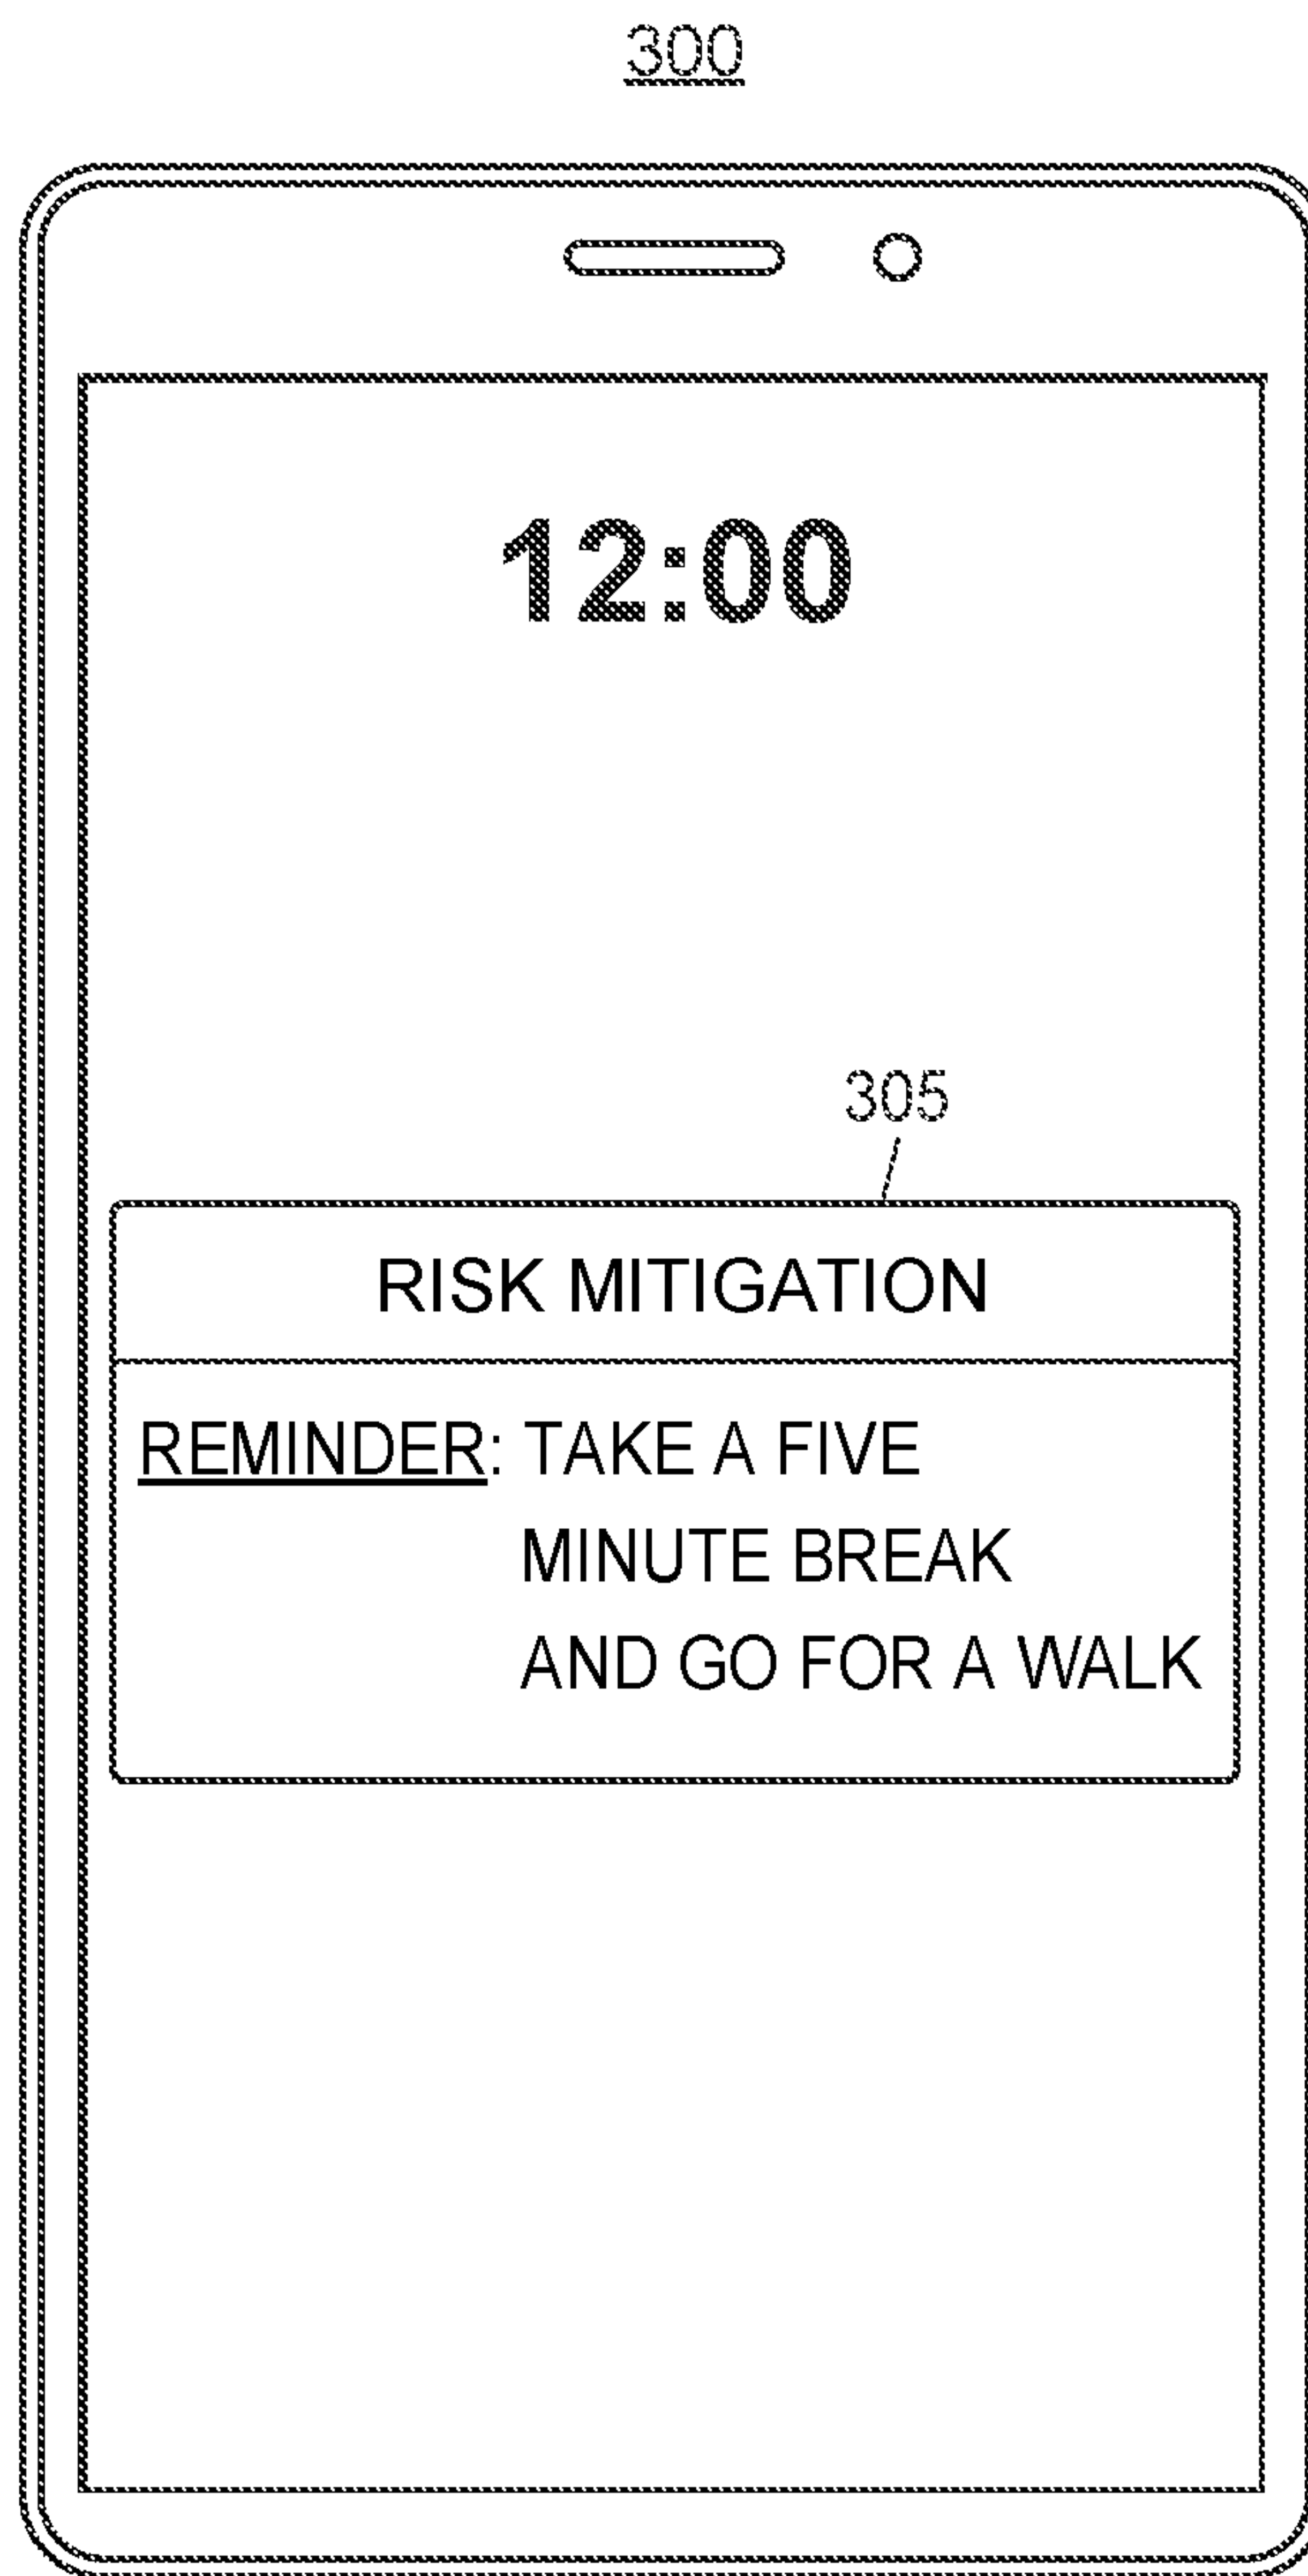 300
12:00
305
RISK MITIGATION
REMINDER: TAKE A FIVE
MINUTE BREAK
AND GO FOR A WALK